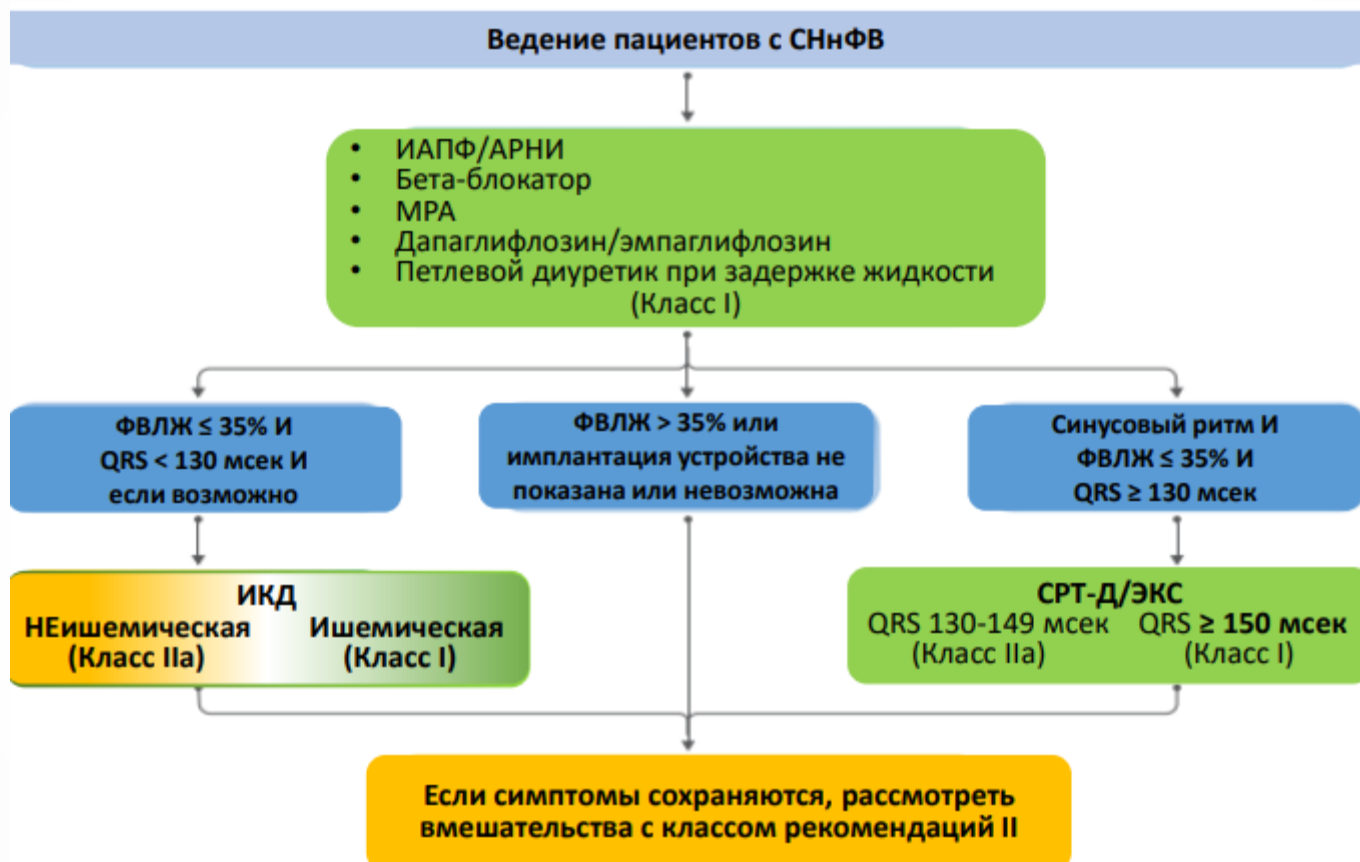 Ведение пациентов с СНнФВ
• ИАПФ/АРНИ
• Бета-блокатор
• МРА
• Дапаглифлозин/эмпаглифлозин
• Петлевой диуретик при задержке жидкости
(Класс I)
ФВЛЖ ≤ 35% И
QRS < 130 мсек И
если возможно
ФВЛЖ > 35% или
имплантация устройства не
показана или невозможна
Синусовый ритм И
ФВЛЖ ≤ 35% И
QRS ≥ 130 мсек
ИКД
НЕишемическая
(Класс IIa)
Ишемическая
(Класс I)
СРТ-Д/ЭКС
QRS 130-149 мсек
(Класс IIa)
QRS ≥ 150 мсек
(Класс I)
Если симптомы сохраняются, рассмотреть
вмешательства с классом рекомендаций II